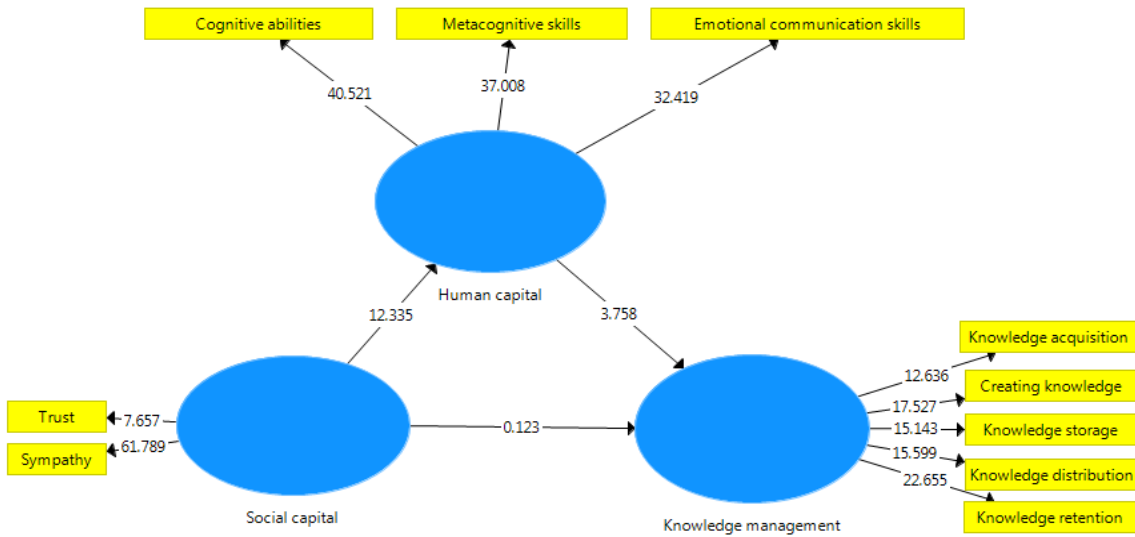 Cognitive abilities
Metacognitive skills
Emotional communication skills
40.521
37.008
32.419
Human capital
12.335
3.758
Knowledge acquisition
12.636
Creating knowledge
17.527
Trust
7.657
0.123
15.143
Knowledge storage
61.789
Sympathy
15.599
Knowledge distribution
22.655
Knowledge retention
Social capital
Knowledge management